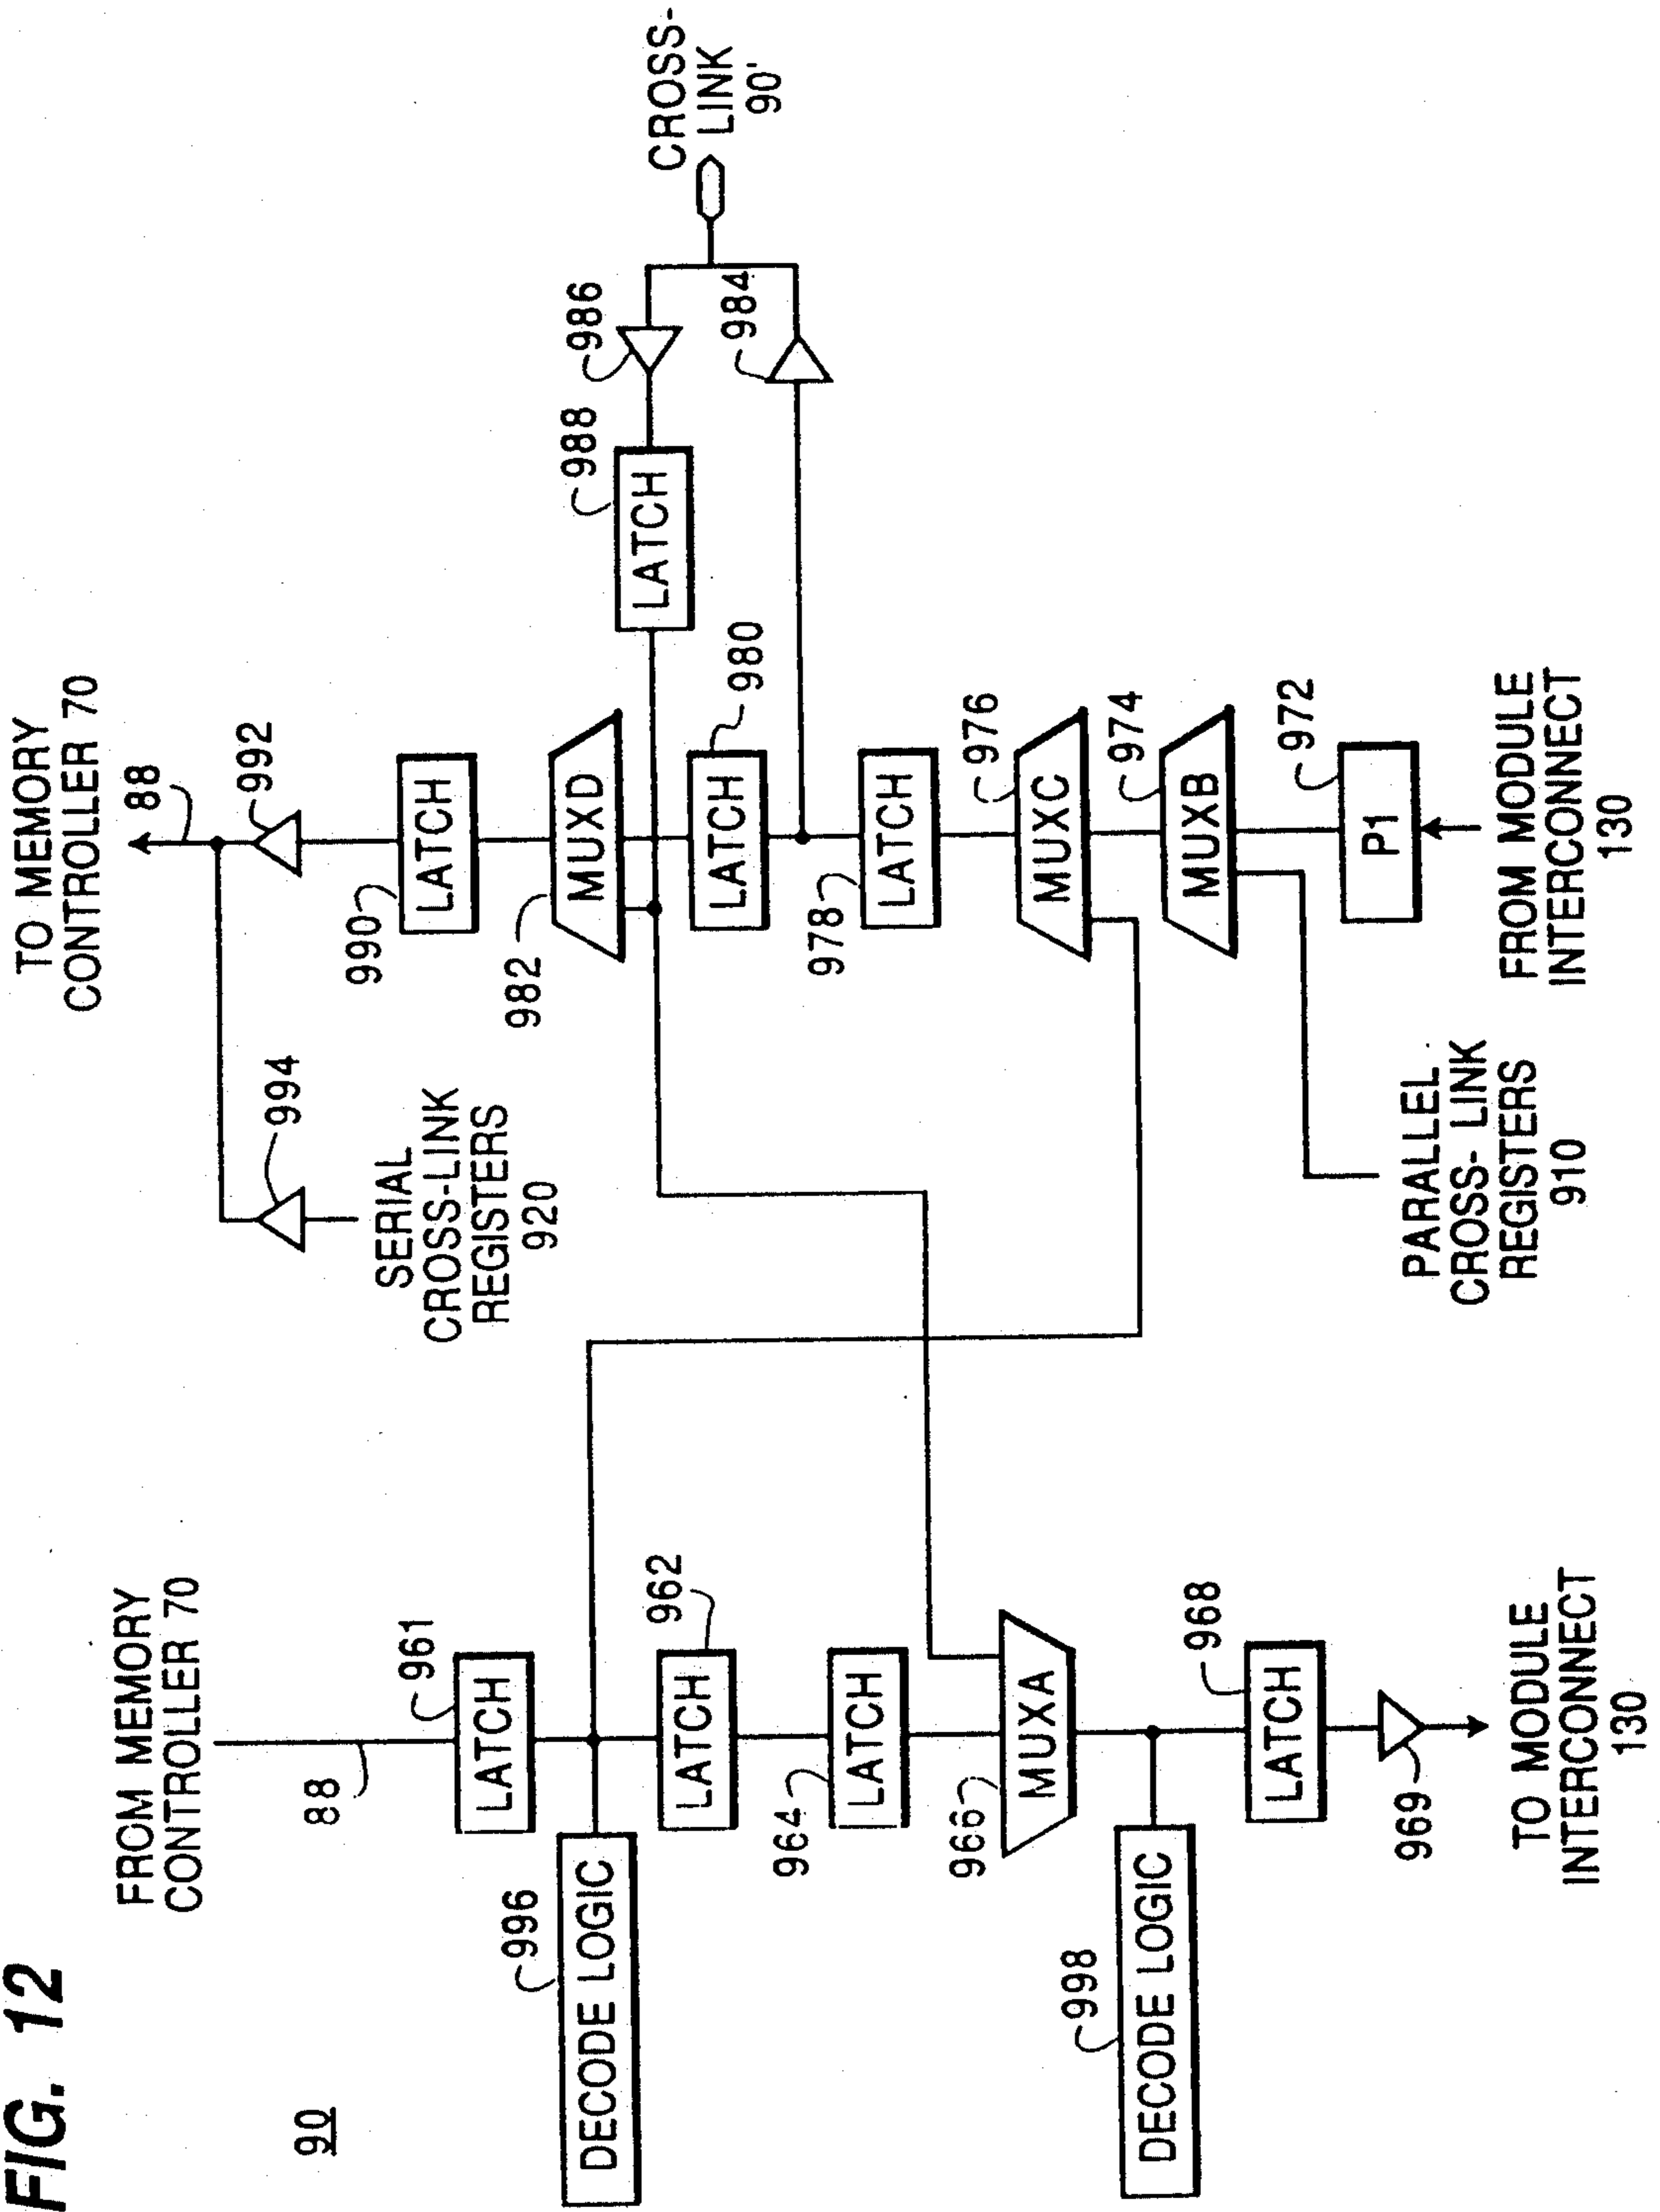 FIG. 12
90
FROM MEMORY
CONTROLLER 70
88
LATCH
961
DECODE LOGIC
996
LATCH
962
LATCH
964
MUXA
966
DECODE LOGIC
998
LATCH
968
969
TO MODULE
INTERCONNECT
130
TO MEMORY
CONTROLLER 70
88
992
994
SERIAL
CROSS-LINK
REGISTERS
920
LATCH
990
MUXD
982
LATCH
980
LATCH
978
MUXC
976
MUXB
974
P1
972
PARALLEL
CROSS- LINK
REGISTERS
910
FROM MODULE
INTERCONNECT
130
LATCH
988
986
984
CROSS-
LINK
90'